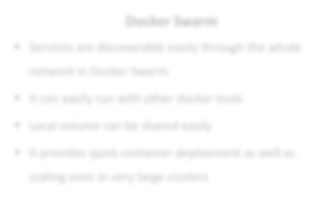 Docker Swarm
• Services are discoverable easily through the whole
network in Docker Swarm
• It can easily run with other docker tools
• Local volume can be shared easily
• It provides quick container deployment as well as
scaling even in very large clusters